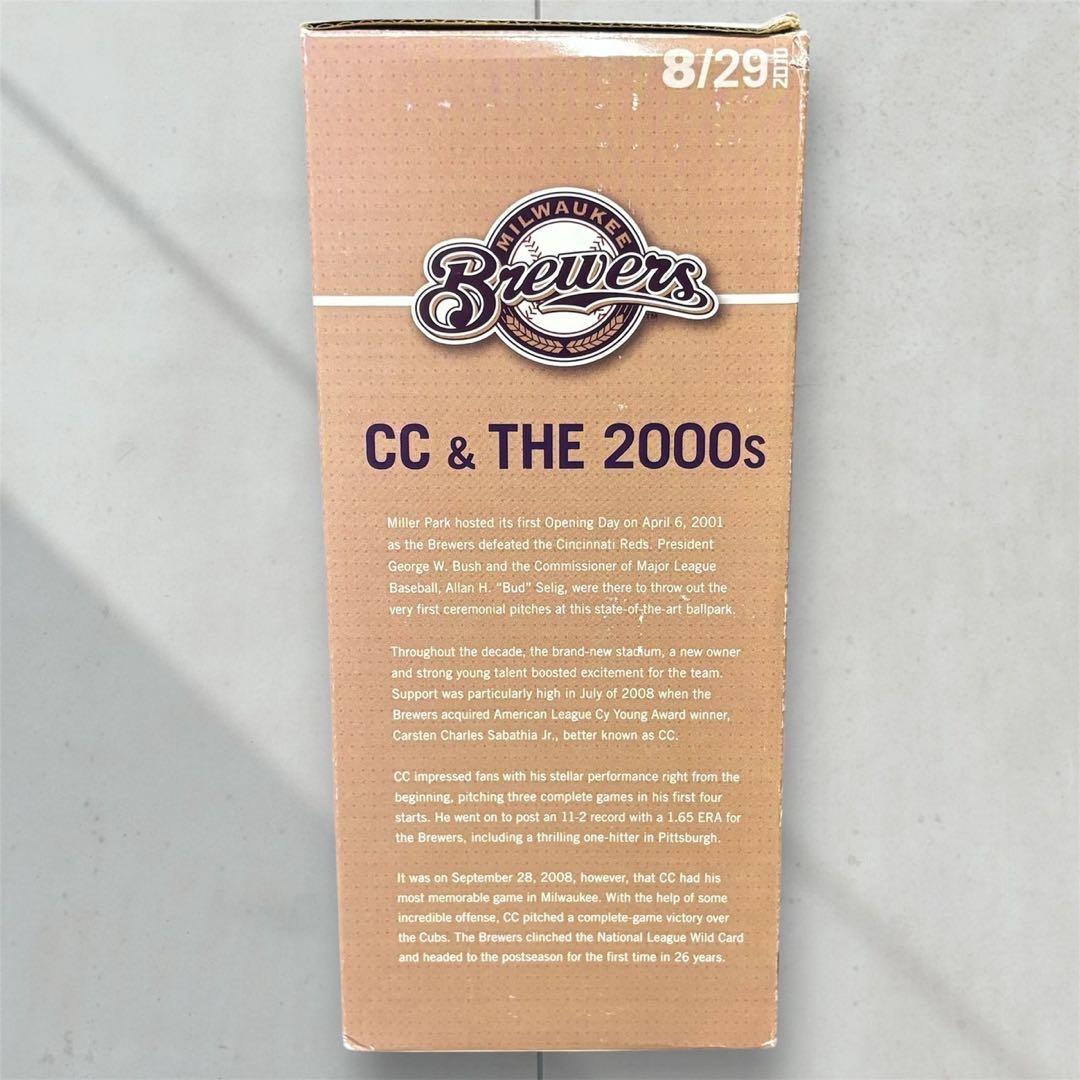 8/29 2010
MILWAUKEE
Brewers
TM
CC & THE 2000s
Miller Park hosted its first Opening Day on April 6, 2001
as the Brewers defeated the Cincinnati Reds. President
George W. Bush and the Commissioner of Major League
Baseball, Allan H. "Bud" Selig, were there to throw out the
very first ceremonial pitches at this state-of-the-art ballpark.
Throughout the decade, the brand-new stadium, a new owner
and strong young talent boosted excitement for the team.
Support was particularly high in July of 2008 when the
Brewers acquired American League Cy Young Award winner,
Carsten Charles Sabathia Jr., better known as CC.
CC impressed fans with his stellar performance right from the
beginning, pitching three complete games in his first four
starts. He went on to post an 11-2 record with a 1.65 ERA for
the Brewers, including a thrilling one-hitter in Pittsburgh.
It was on September 28, 2008, however, that CC had his
most memorable game in Milwaukee. With the help of some
incredible offense, CC pitched a complete-game victory over
the Cubs. The Brewers clinched the National League Wild Card
and headed to the postseason for the first time in 26 years.